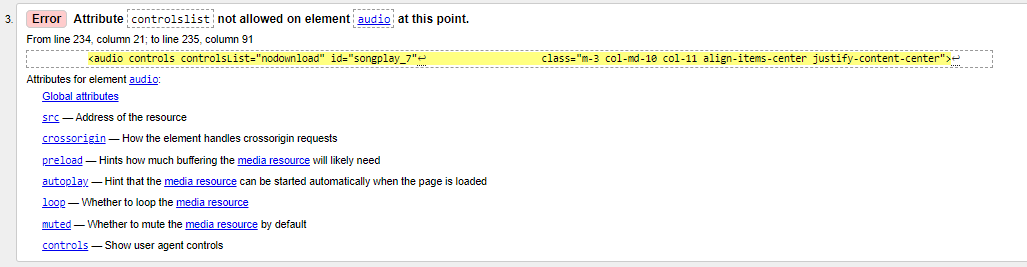 3. Error Attribute controlslist not allowed on element audio at this point.
From line 234, column 21; to line 235, column 91
<audio controls controlsList="nodownload" id="songplay_7"↩ class="m-3 col-md-10 col-11 align-items-center justify-content-center">↩
Attributes for element audio:
Global attributes
src — Address of the resource
crossorigin — How the element handles crossorigin requests
preload — Hints how much buffering the media resource will likely need
autoplay — Hint that the media resource can be started automatically when the page is loaded
loop — Whether to loop the media resource
muted — Whether to mute the media resource by default
controls — Show user agent controls